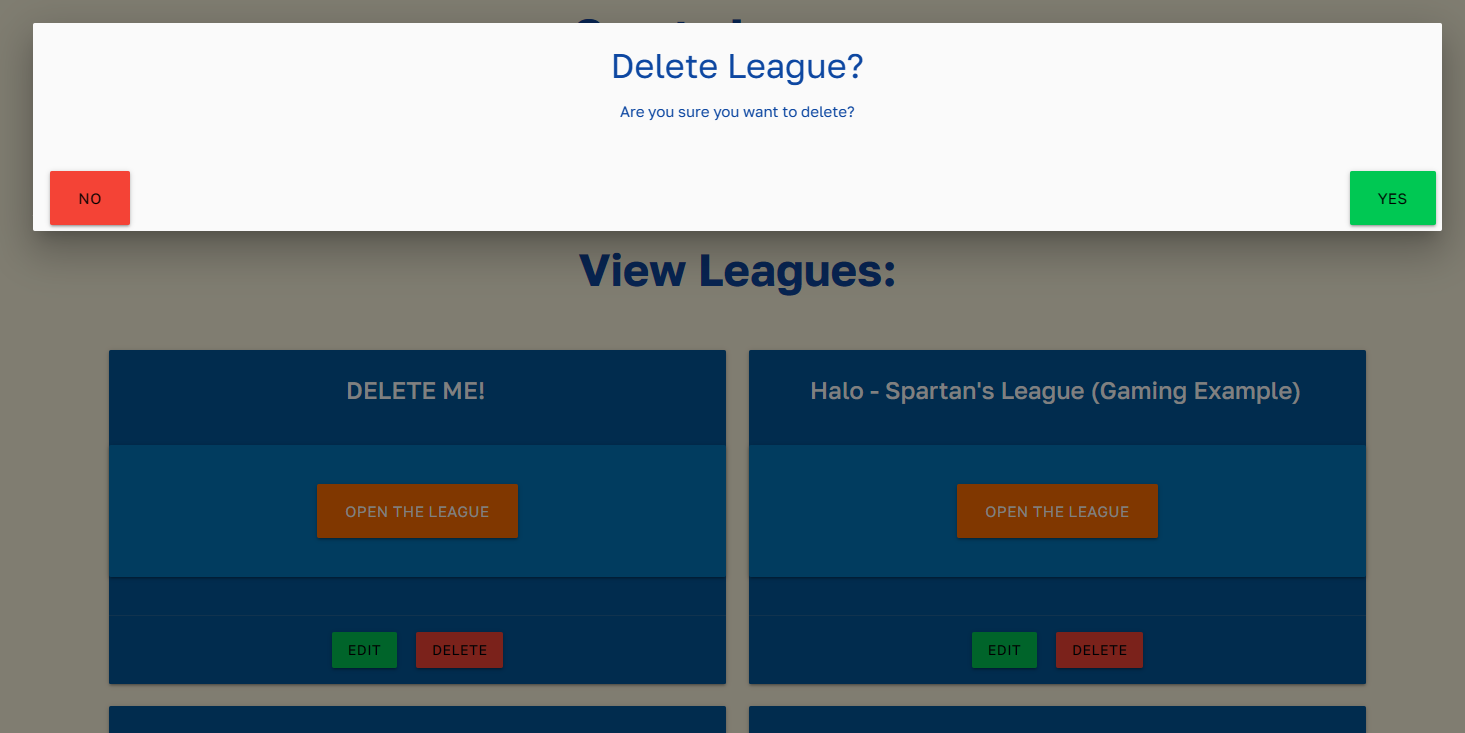 Delete League?
Are you sure you want to delete?
NO
YES
View Leagues:
DELETE ME!
Halo - Spartan's League (Gaming Example)
OPEN THE LEAGUE
OPEN THE LEAGUE
EDIT
DELETE
EDIT
DELETE